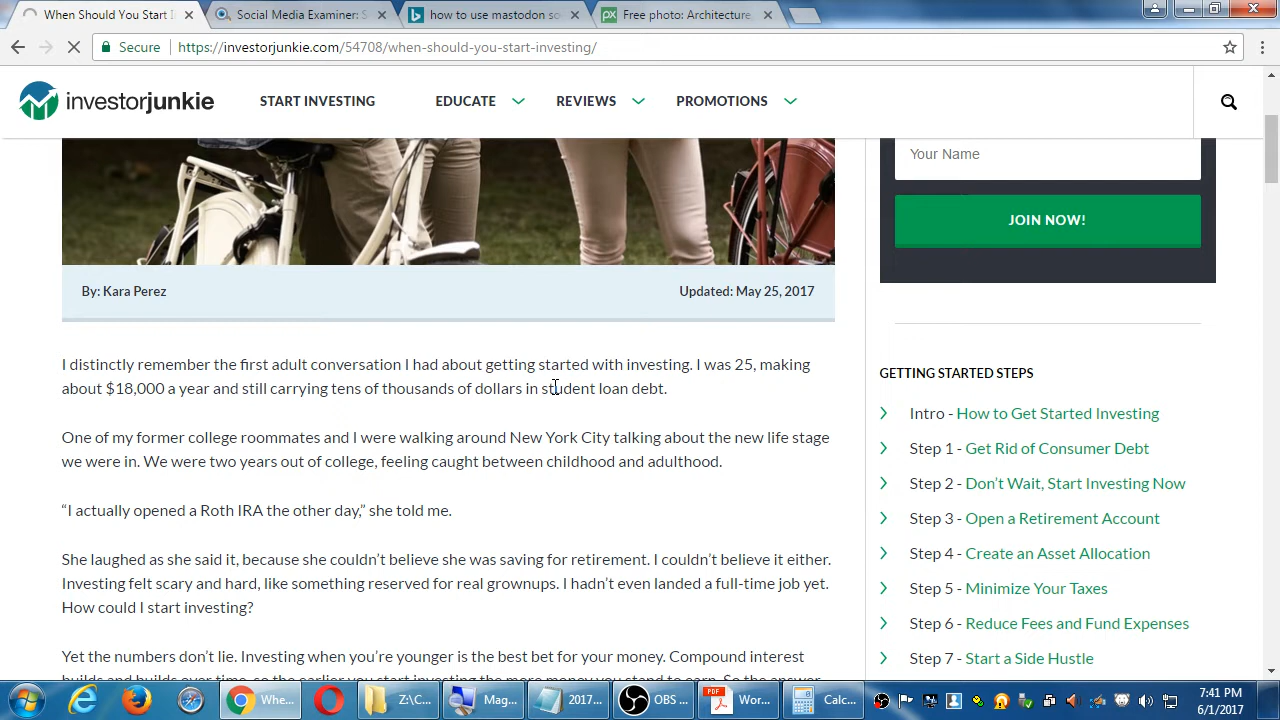 When Should You Start I
Social Media Examiner: S
how to use mastodon so
Free photo: Architecture,
Secure
https://investorjunkie.com/54708/when-should-you-start-investing/
investorjunkie
START INVESTING
EDUCATE
REVIEWS
PROMOTIONS
Your Name
JOIN NOW!
By: Kara Perez
Updated: May 25, 2017
I distinctly remember the first adult conversation I had about getting started with investing. I was 25, making
about $18,000 a year and still carrying tens of thousands of dollars in student loan debt.
One of my former college roommates and I were walking around New York City talking about the new life stage
we were in. We were two years out of college, feeling caught between childhood and adulthood.
“I actually opened a Roth IRA the other day,” she told me.
She laughed as she said it, because she couldn’t believe she was saving for retirement. I couldn’t believe it either.
Investing felt scary and hard, like something reserved for real grownups. I hadn’t even landed a full-time job yet.
How could I start investing?
Yet the numbers don’t lie. Investing when you’re younger is the best bet for your money. Compound interest
builds and builds over time, so the earlier you start investing the more money you stand to earn. So the answer
GETTING STARTED STEPS
Intro - How to Get Started Investing
Step 1 - Get Rid of Consumer Debt
Step 2 - Don’t Wait, Start Investing Now
Step 3 - Open a Retirement Account
Step 4 - Create an Asset Allocation
Step 5 - Minimize Your Taxes
Step 6 - Reduce Fees and Fund Expenses
Step 7 - Start a Side Hustle
Whe...
Z:\C...
Mag...
2017...
OBS ...
PDF
Wor...
Calc...
7:41 PM
6/1/2017